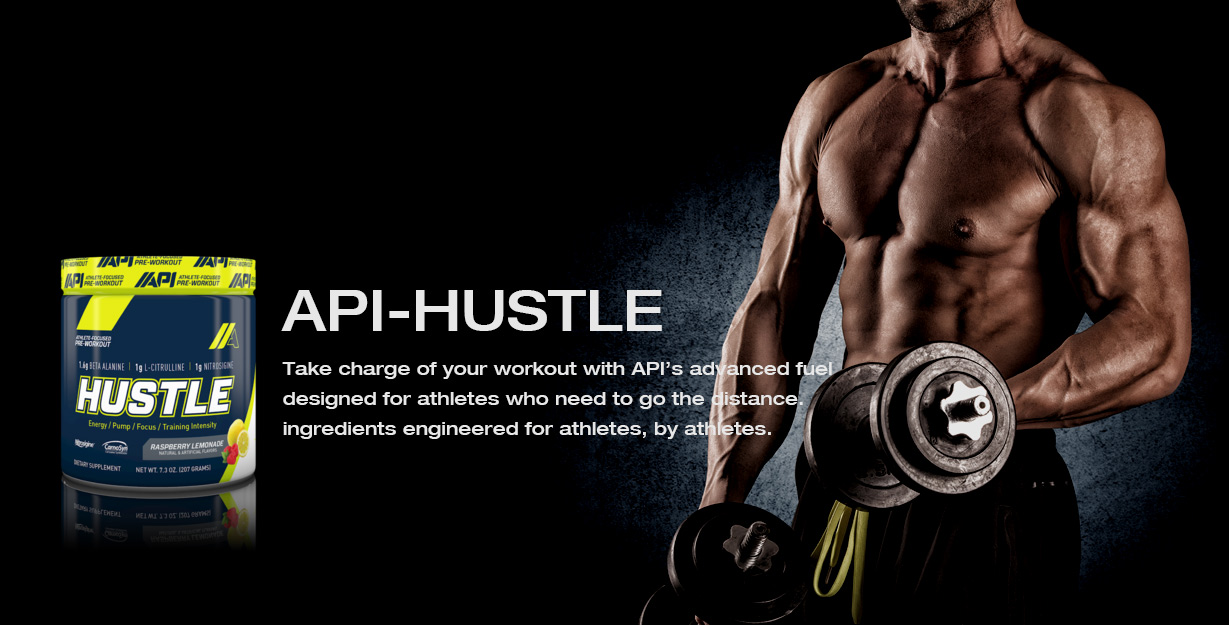 API ATHLETE-FOCUSED PRE-WORKOUT
API ATHLETE-FOCUSED PRE-WORKOUT API
ATHLETE-FOCUSED
PRE-WORKOUT
1.6g BETA ALANINE | 1g L-CITRULLINE | 1g NITROSIGINE
HUSTLE
Energy / Pump / Focus / Training Intensity
CarnoSyn
RASPBERRY LEMONADE
NATURAL & ARTIFICIAL FLAVORS
DIETARY SUPPLEMENT
NET WT. 7.3 OZ. (207 GRAMS)
API-HUSTLE
Take charge of your workout with API’s advanced fuel
designed for athletes who need to go the distance.
ingredients engineered for athletes, by athletes.